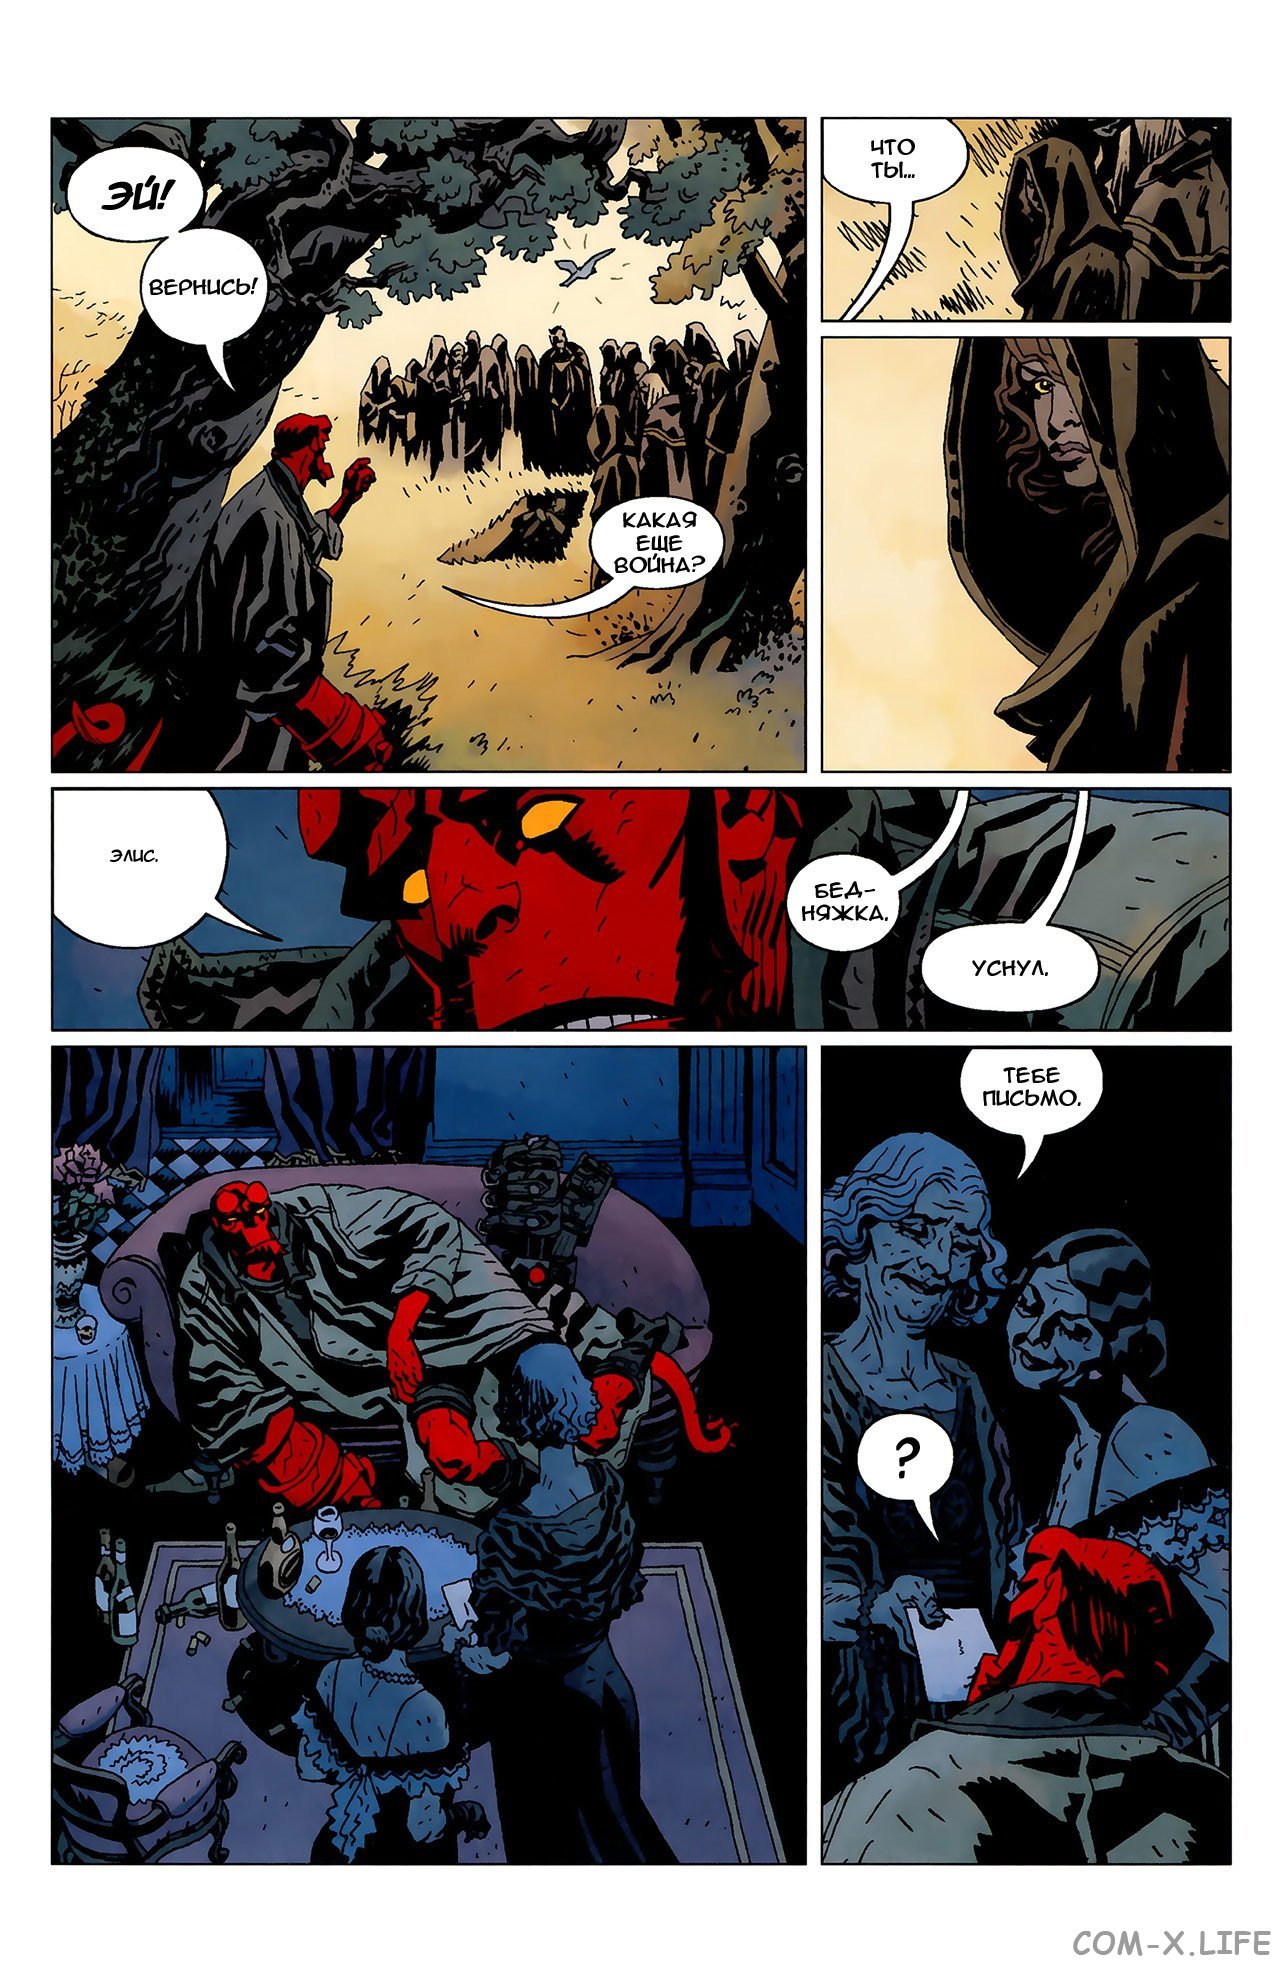 ЭЙ!
ВЕРНИСЬ!
КАКАЯ
ЕЩЕ
ВОЙНА?
ЧТО
ТЫ...
ЭЛИС.
БЕД-
НЯЖКА.
УСНУЛ.
ТЕБЕ
ПИСЬМО.
?
COM-X.LIFE